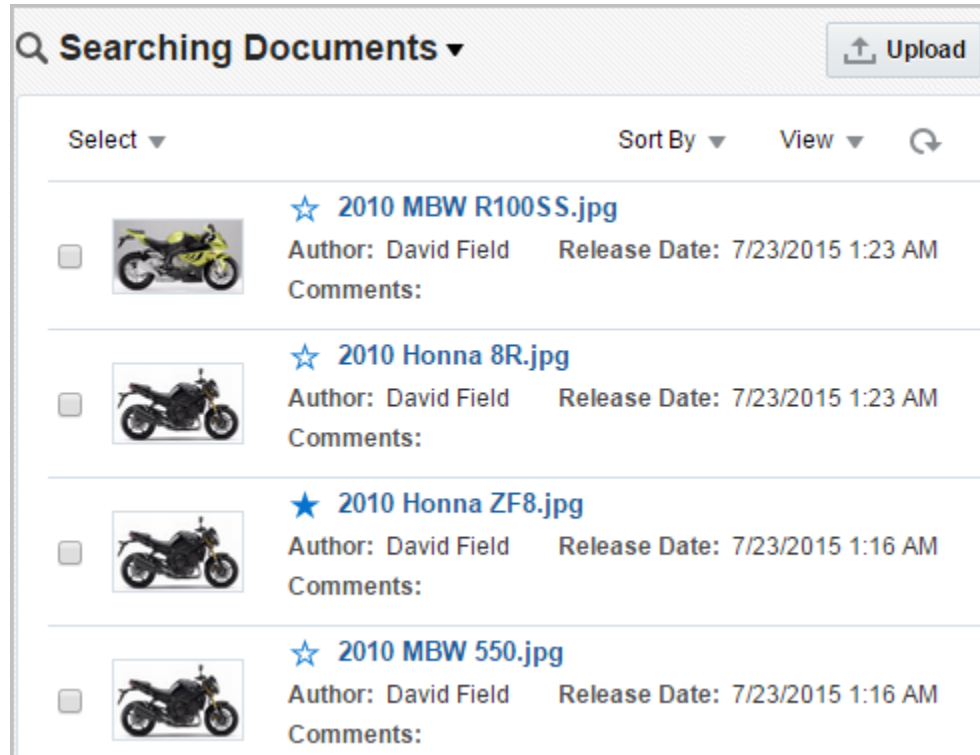 Searching Documents
Upload
Select Sort By View
2010 MBW R100SS.jpg
Author: David Field Release Date: 7/23/2015 1:23 AM
Comments:
2010 Honna 8R.jpg
Author: David Field Release Date: 7/23/2015 1:23 AM
Comments:
2010 Honna ZF8.jpg
Author: David Field Release Date: 7/23/2015 1:16 AM
Comments:
2010 MBW 550.jpg
Author: David Field Release Date: 7/23/2015 1:16 AM
Comments: